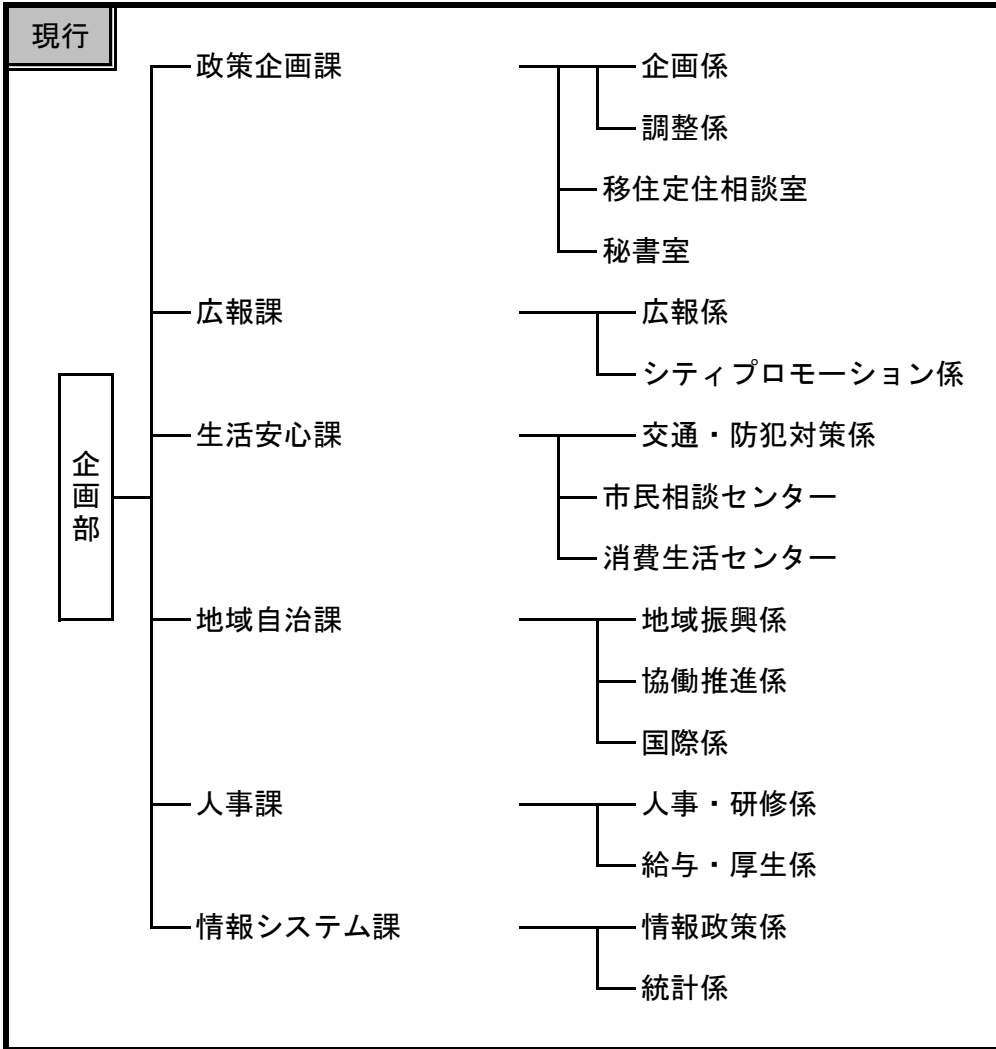 現行
政策企画課
企画係
調整係
移住定住相談室
秘書室
広報課
広報係
シティプロモーション係
企画部
生活安心課
交通・防犯対策係
市民相談センター
消費生活センター
地域自治課
地域振興係
協働推進係
国際係
人事課
人事・研修係
給与・厚生係
情報システム課
情報政策係
統計係